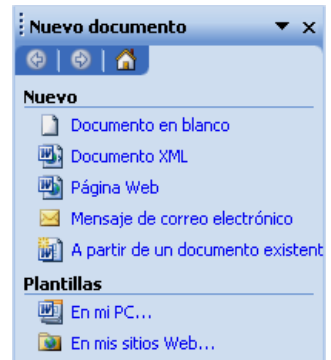 Nuevo documento
Nuevo
Documento en blanco
Documento XML
Página Web
Mensaje de correo electrónico
A partir de un documento existent
Plantillas
En mi PC...
En mis sitios Web...